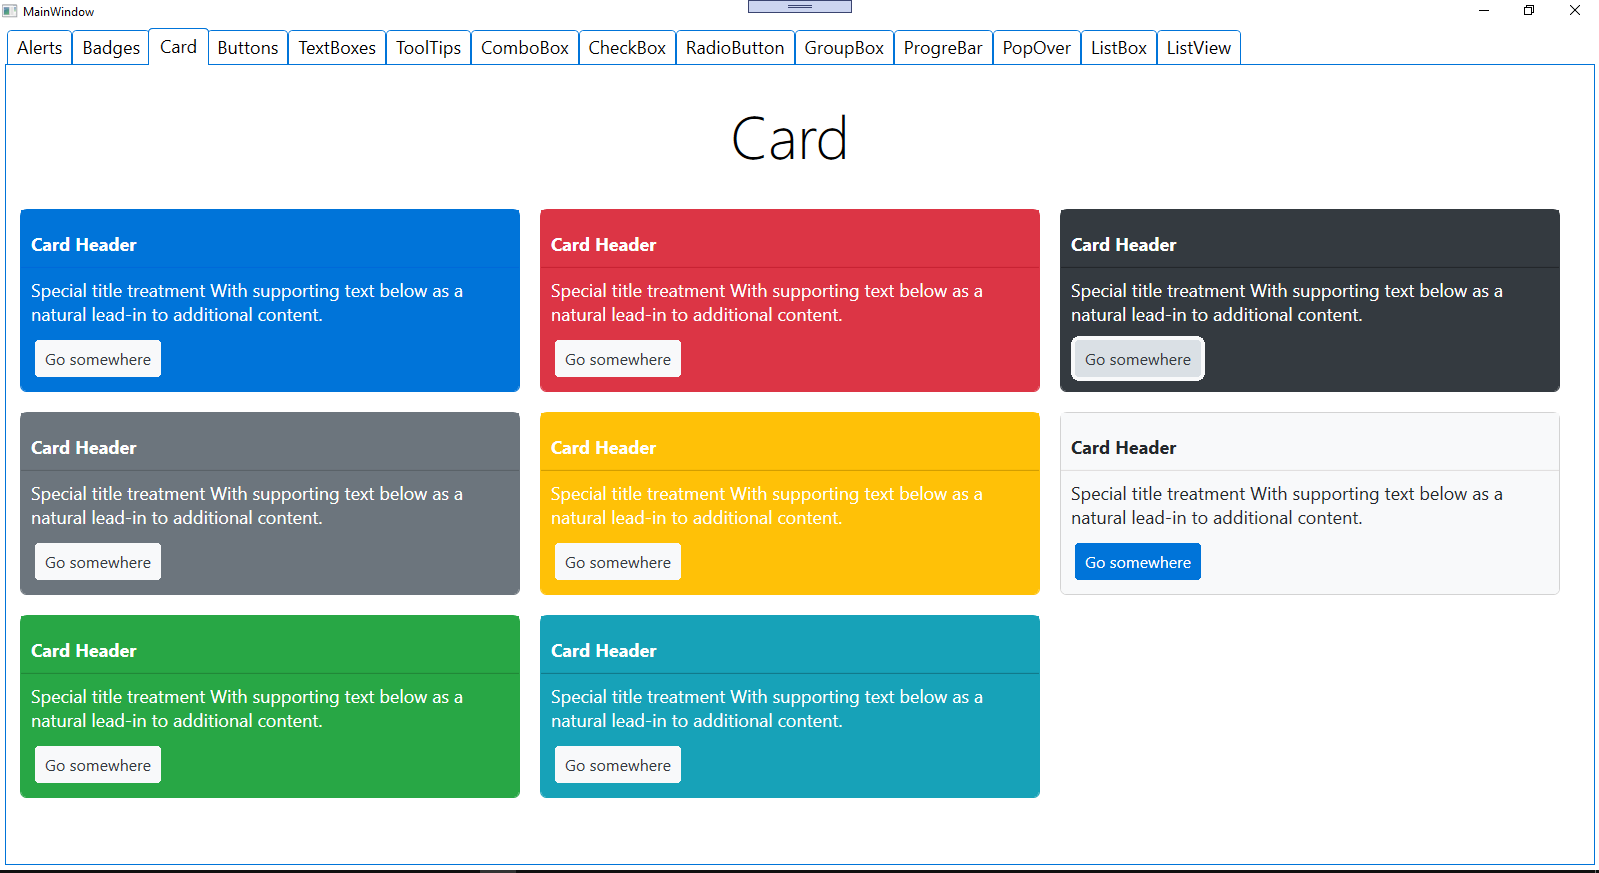 MainWindow
Alerts Badges Card Buttons TextBoxes ToolTips ComboBox CheckBox RadioButton GroupBox ProgreBar PopOver ListBox ListView
Card
Card Header
Special title treatment With supporting text below as a
natural lead-in to additional content.
Go somewhere
Card Header
Special title treatment With supporting text below as a
natural lead-in to additional content.
Go somewhere
Card Header
Special title treatment With supporting text below as a
natural lead-in to additional content.
Go somewhere
Card Header
Special title treatment With supporting text below as a
natural lead-in to additional content.
Go somewhere
Card Header
Special title treatment With supporting text below as a
natural lead-in to additional content.
Go somewhere
Card Header
Special title treatment With supporting text below as a
natural lead-in to additional content.
Go somewhere
Card Header
Special title treatment With supporting text below as a
natural lead-in to additional content.
Go somewhere
Card Header
Special title treatment With supporting text below as a
natural lead-in to additional content.
Go somewhere